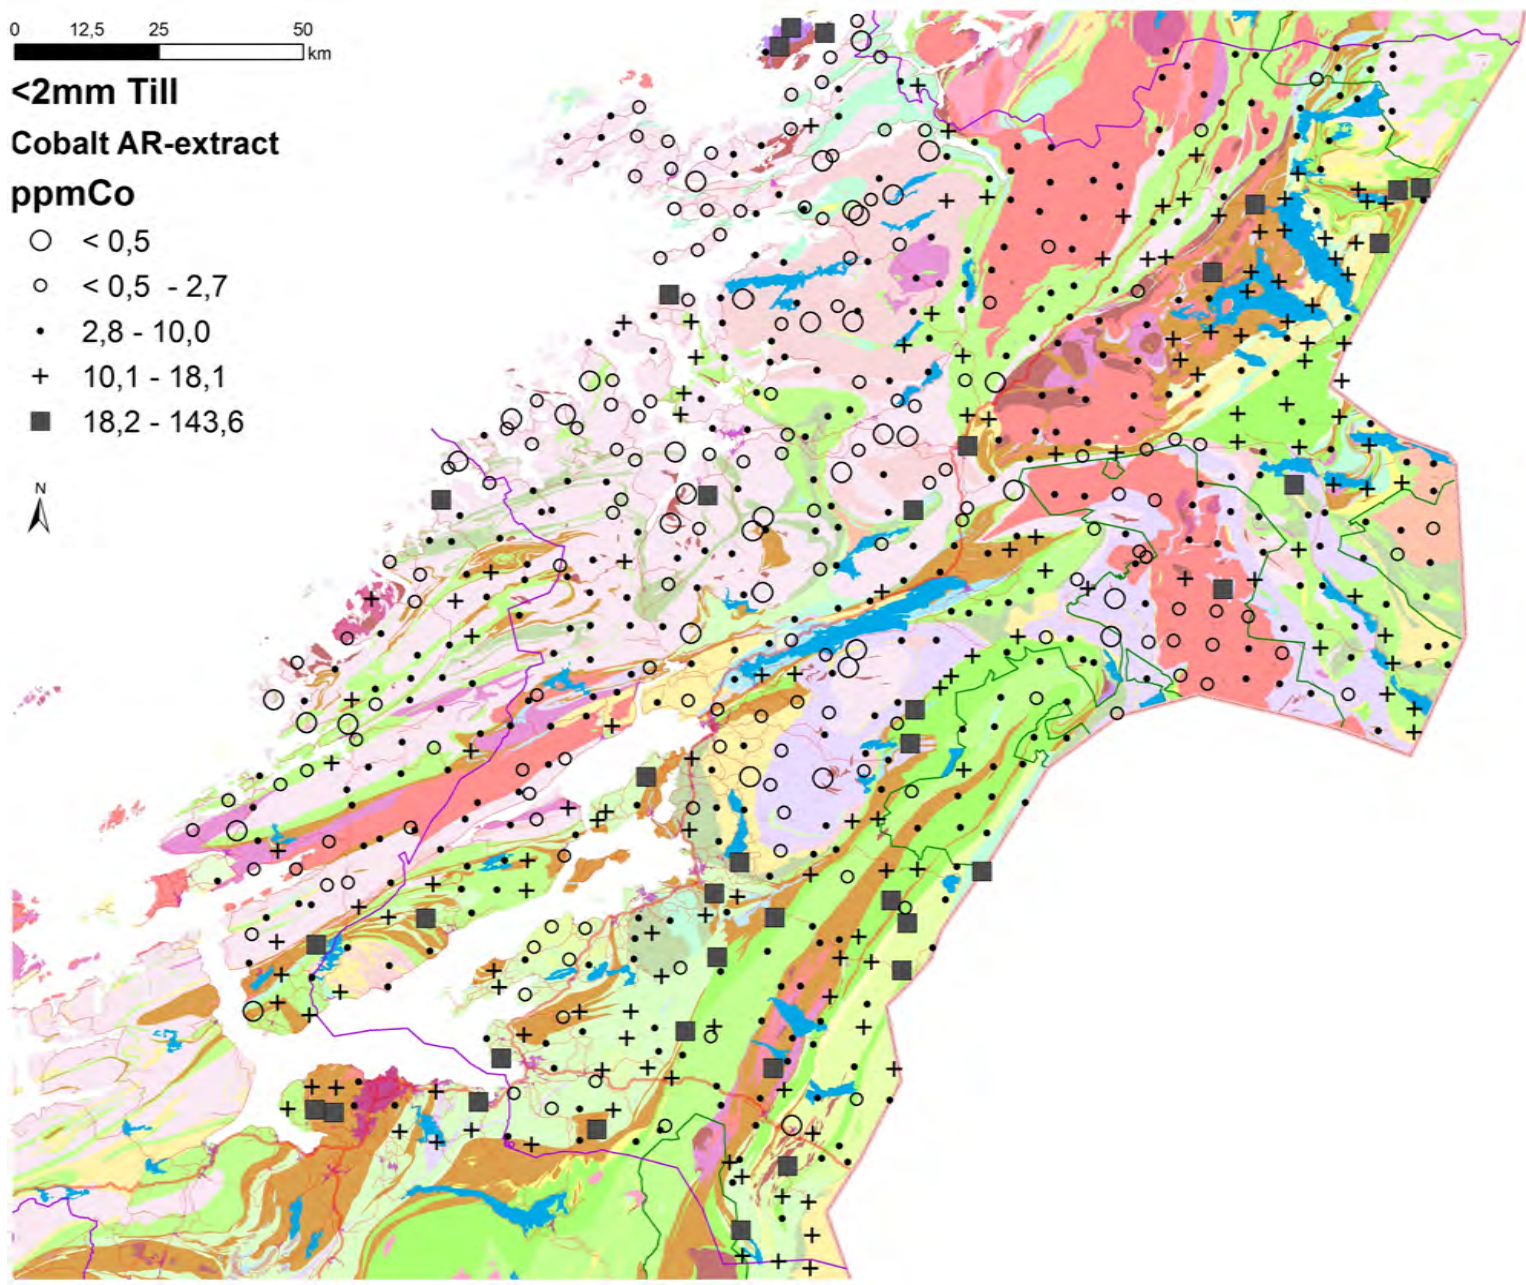 0 12,5 25 50
km
<2mm Till
Cobalt AR-extract
ppmCo
< 0,5
< 0,5 - 2,7
2,8 - 10,0
10,1 - 18,1
18,2 - 143,6
N